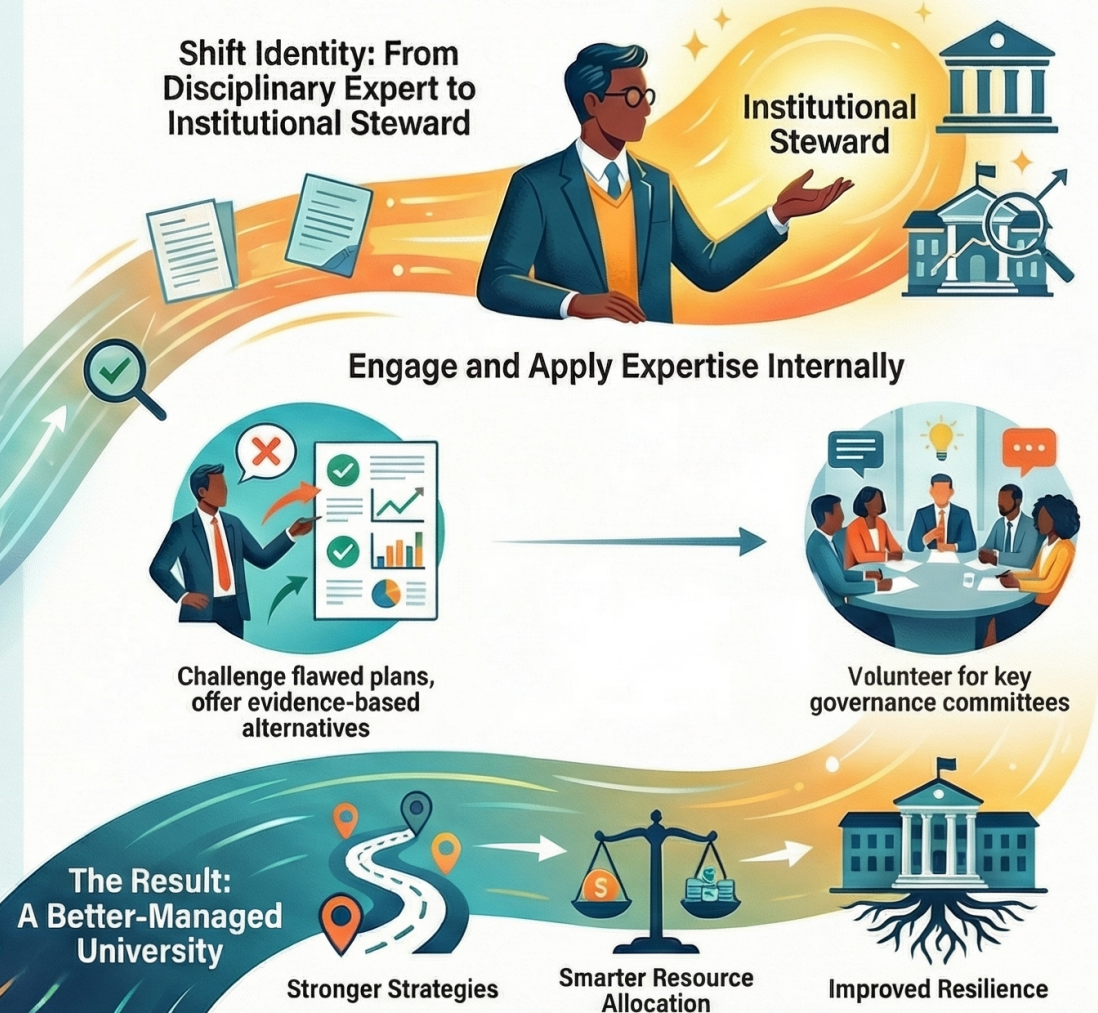 Shift Identity: From
Disciplinary Expert to
Institutional Steward
Institutional
Steward
Engage and Apply Expertise Internally
Challenge flawed plans,
offer evidence-based
alternatives
Volunteer for key
governance committees
The Result:
A Better-Managed
University
Stronger Strategies
$
Smarter Resource
Allocation
Improved Resilience